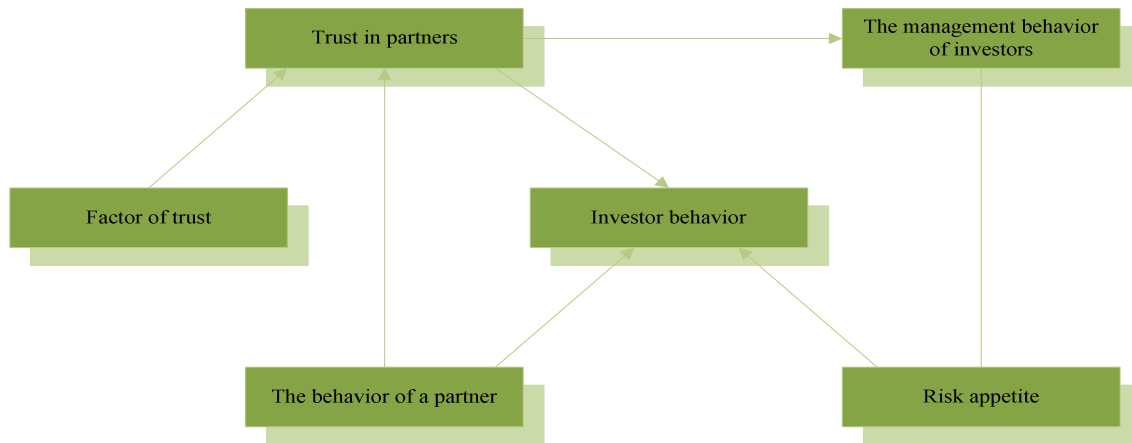 Trust in partners
The management behavior
of investors
Factor of trust
Investor behavior
The behavior of a partner
Risk appetite